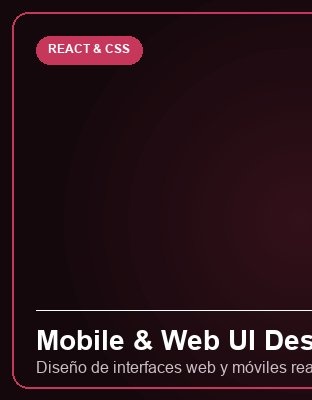 REACT & CSS
Mobile & Web UI Des
Diseño de interfaces web y móviles rea